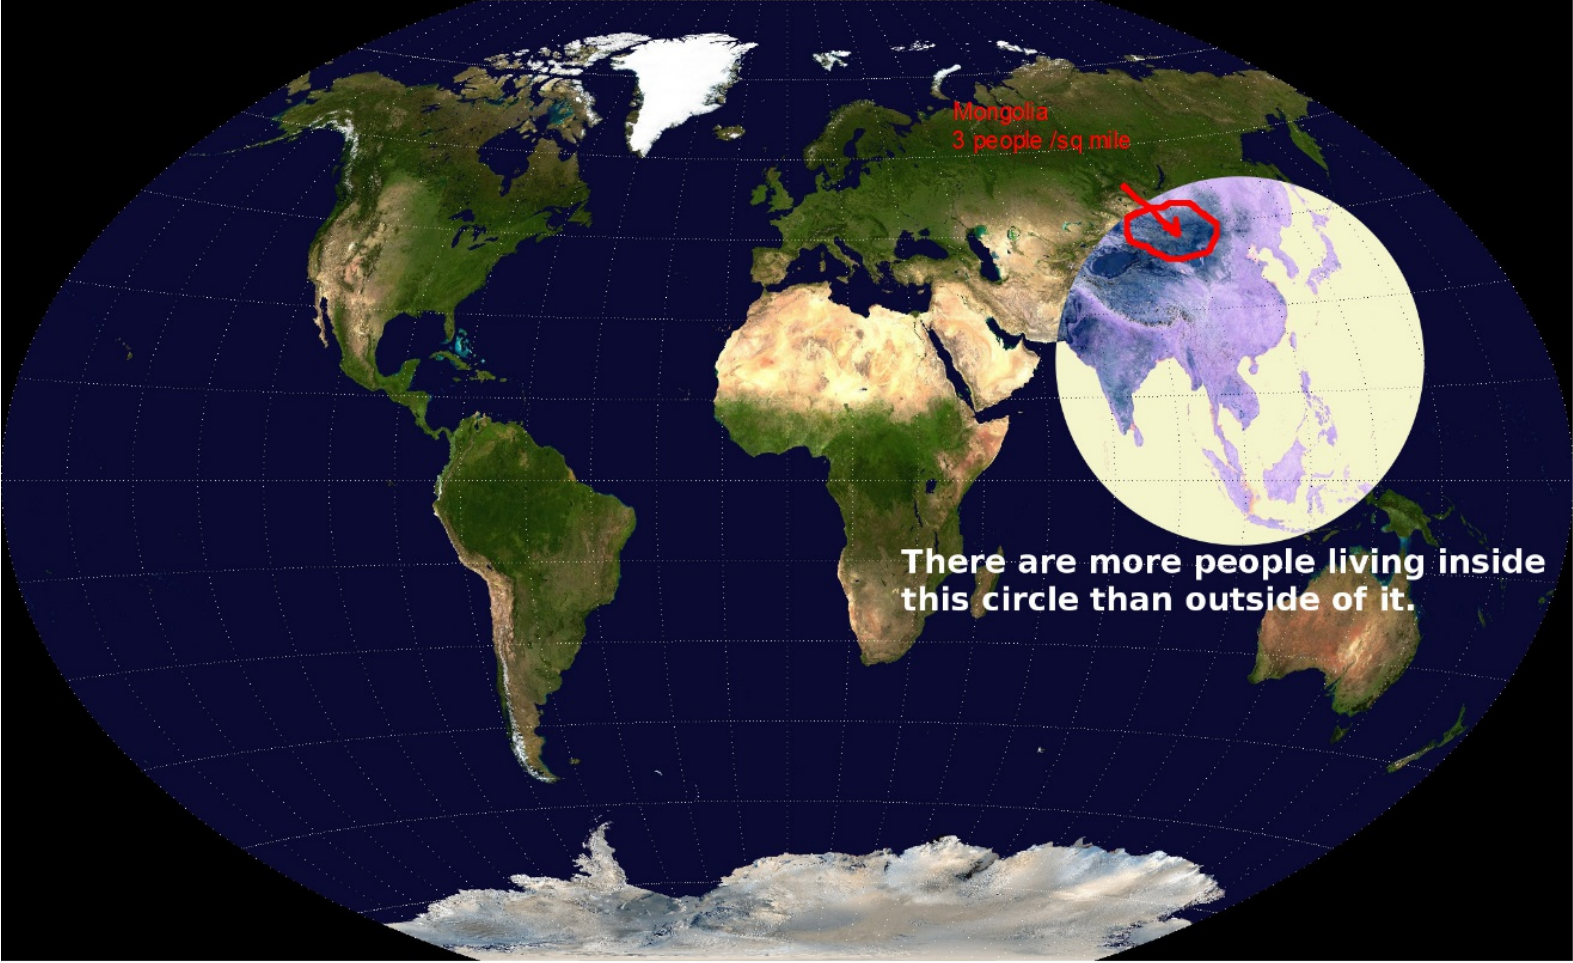 Mongolia
3 people /sq mile
There are more people living inside
this circle than outside of it.